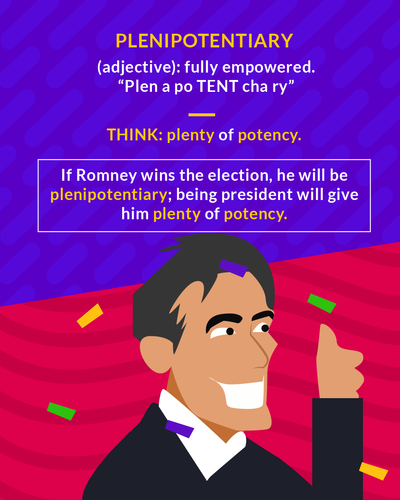 PLENIPOTENTIARY
(adjective): fully empowered.
“Plen a po TENT cha ry”
THINK: plenty of potency.
If Romney wins the election, he will be
plenipotentiary; being president will give
him plenty of potency.